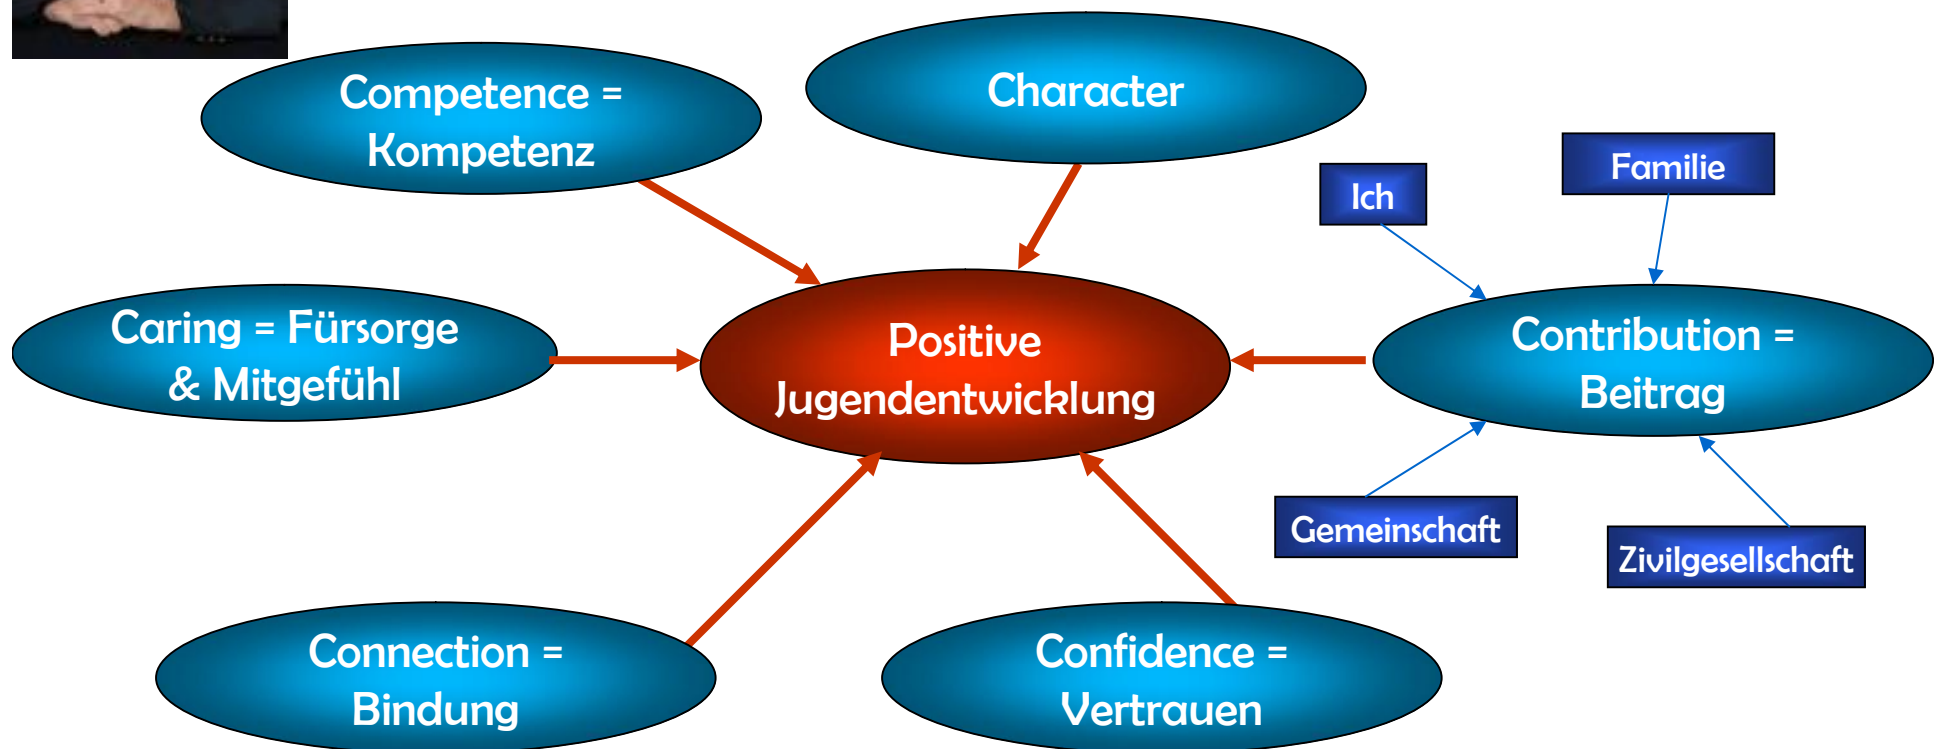 Competence =
Kompetenz
Character
Ich
Familie
Caring = Fürsorge
& Mitgefühl
Positive
Jugendentwicklung
Contribution =
Beitrag
Gemeinschaft
Zivilgesellschaft
Connection =
Bindung
Confidence =
Vertrauen